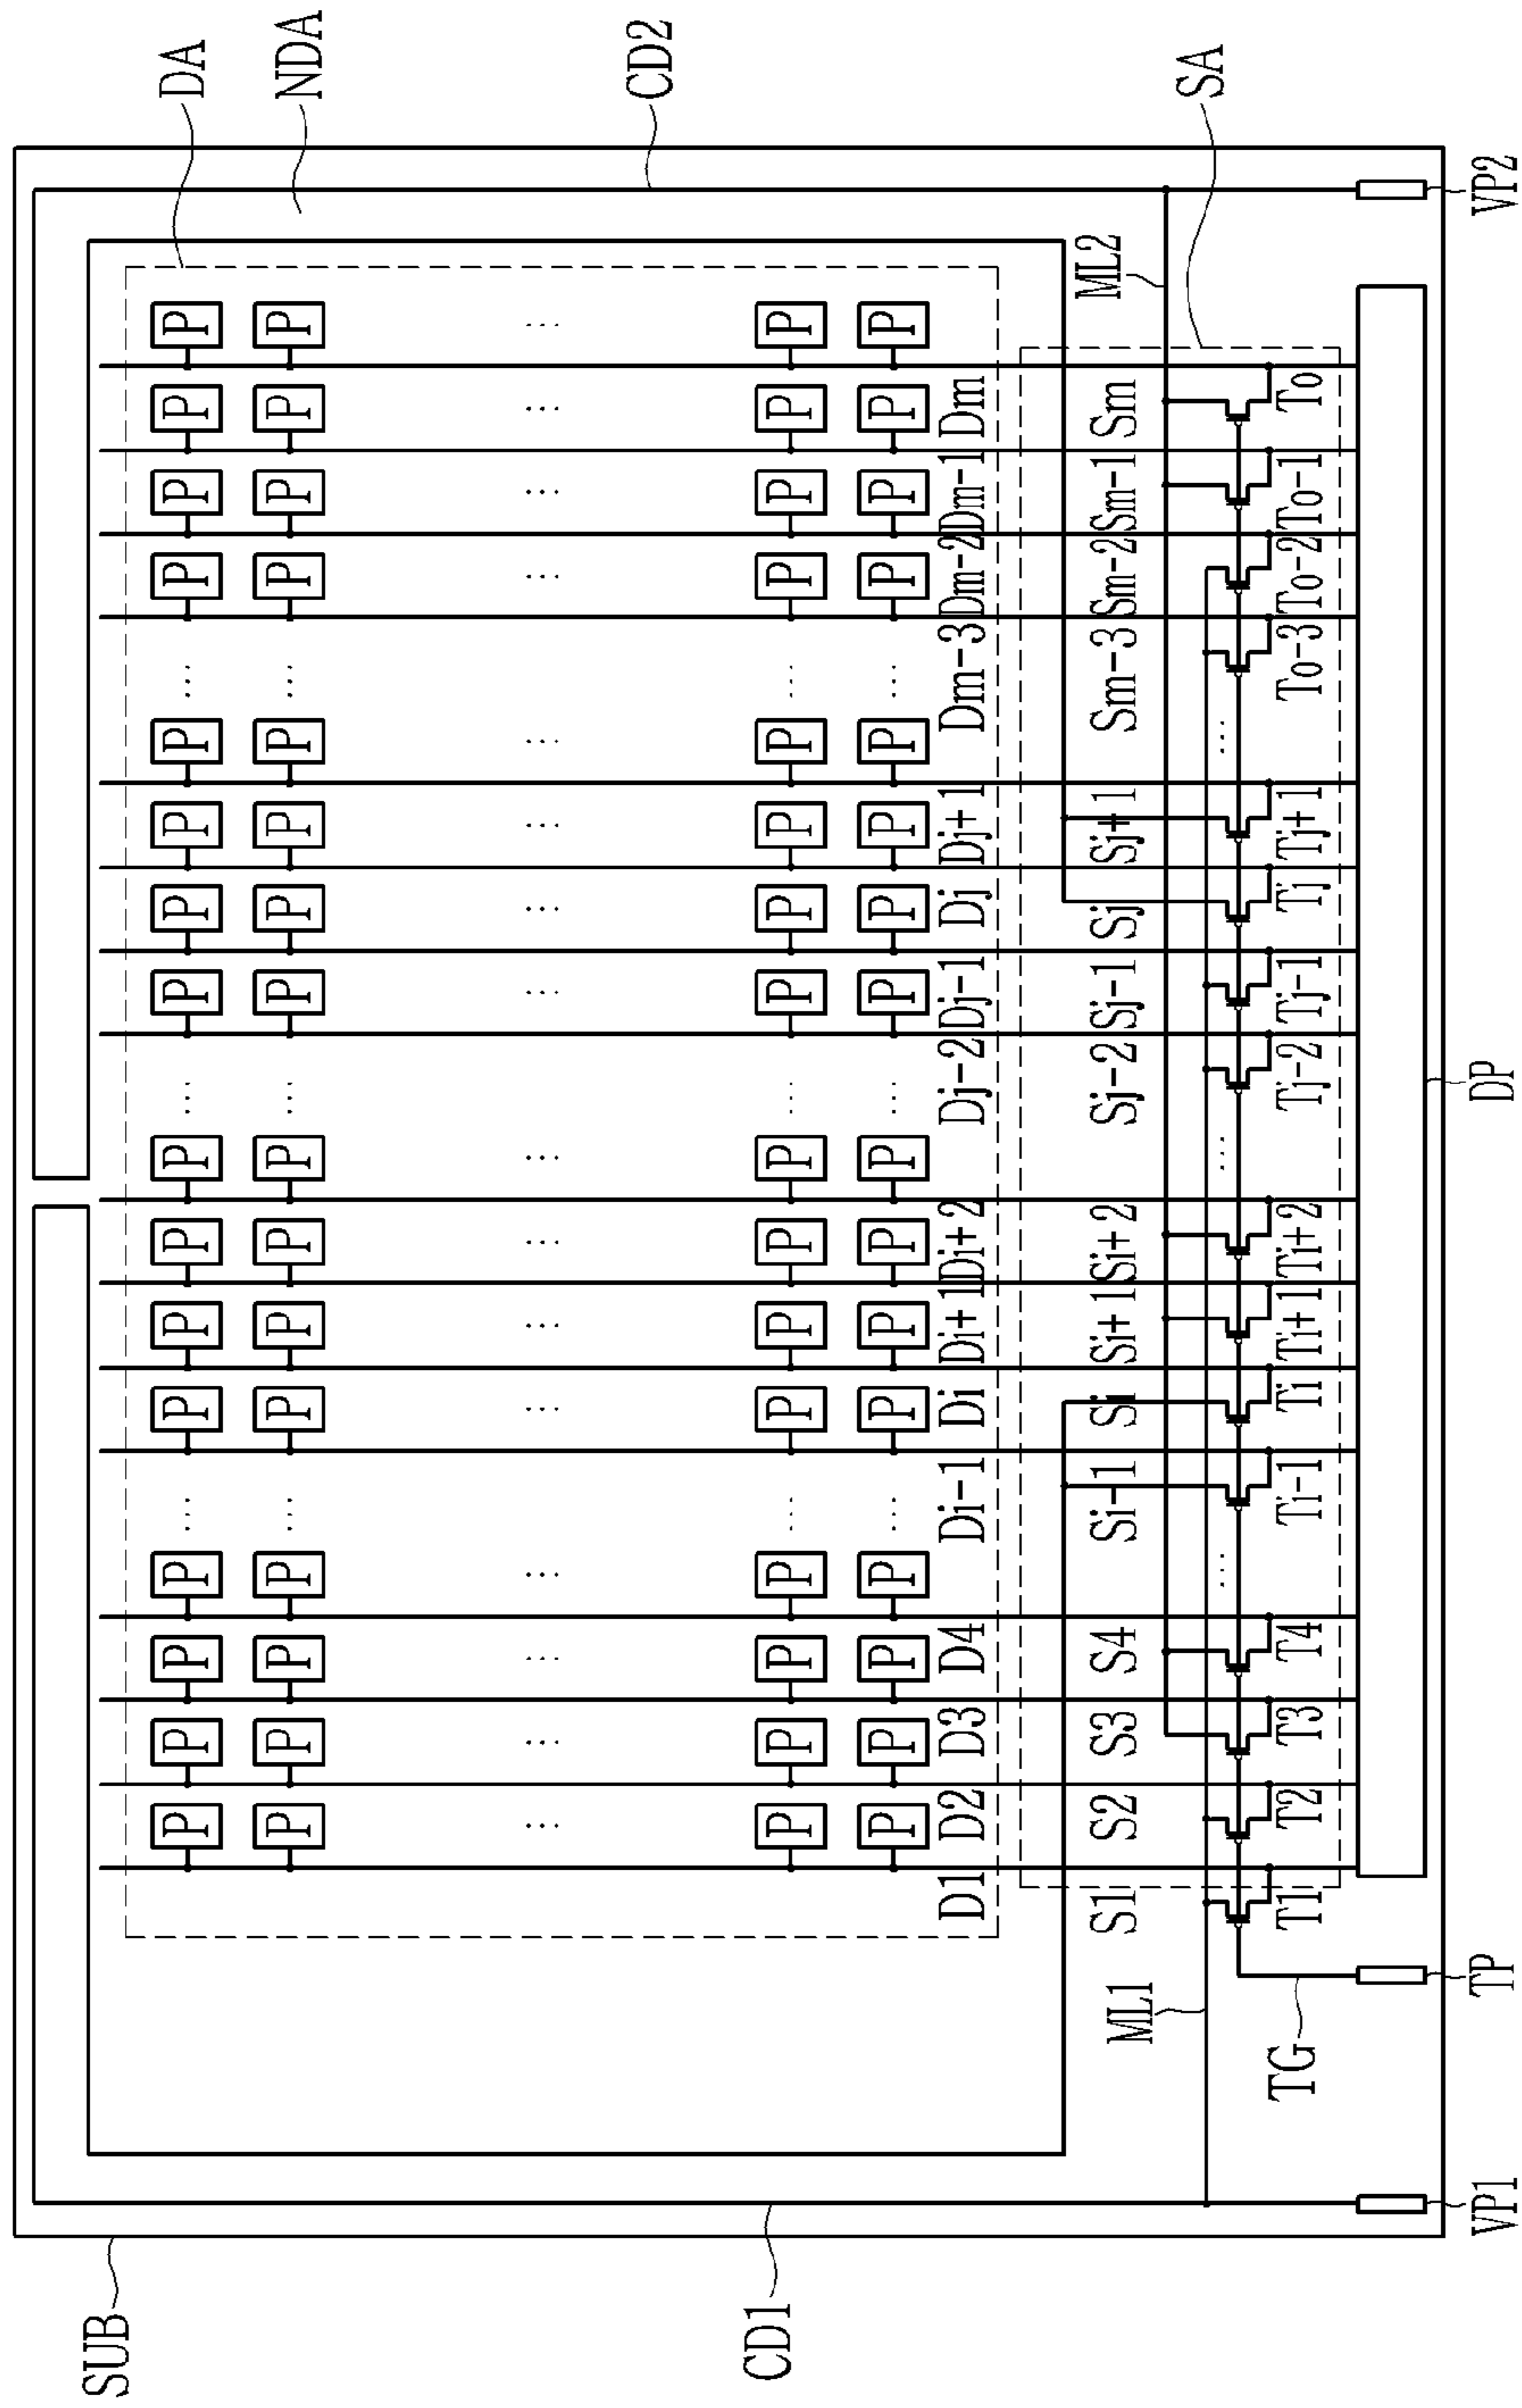 SUB
P P P P ... P P P P ... P P P P ... P P P P
DA
P P P P ... P P P P ... P P P P ... P P P P
NDA
... ... ... ... ... ... ... ... ... ... ... ... ... ... ... ...
CD2
CD1
P P P P ... P P P P ... P P P P ... P P P P
P P P P ... P P P P ... P P P P ... P P P P
D1 D2 D3 D4 Di-1 Di Di+1 Di+2 Dj-2 Dj-1 Dj Dj+1 Dm-3 Dm-2 Dm-1 Dm
ML2
S1 S2 S3 S4 Si-1 Si Si+1 Si+2 Sj-2 Sj-1 Sj Sj+1 Sm-3 Sm-2 Sm-1 Sm
ML1
SA
... ... ...
T1 T2 T3 T4 Ti-1 Ti Ti+1 Ti+2 Tj-2 Tj-1 Tj Tj+1 To-3 To-2 To-1 To
TG
VP1 TP DP VP2